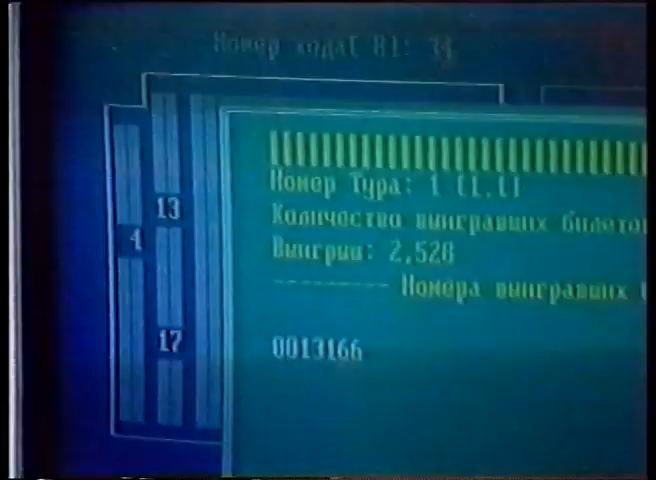 Номер хода[ 81: 34
13
4
17
Номер Тура: 1 [1.1]
Количество выигравших билетов
Выигрыш: 2,528
--------- Номера выигравших
0013166